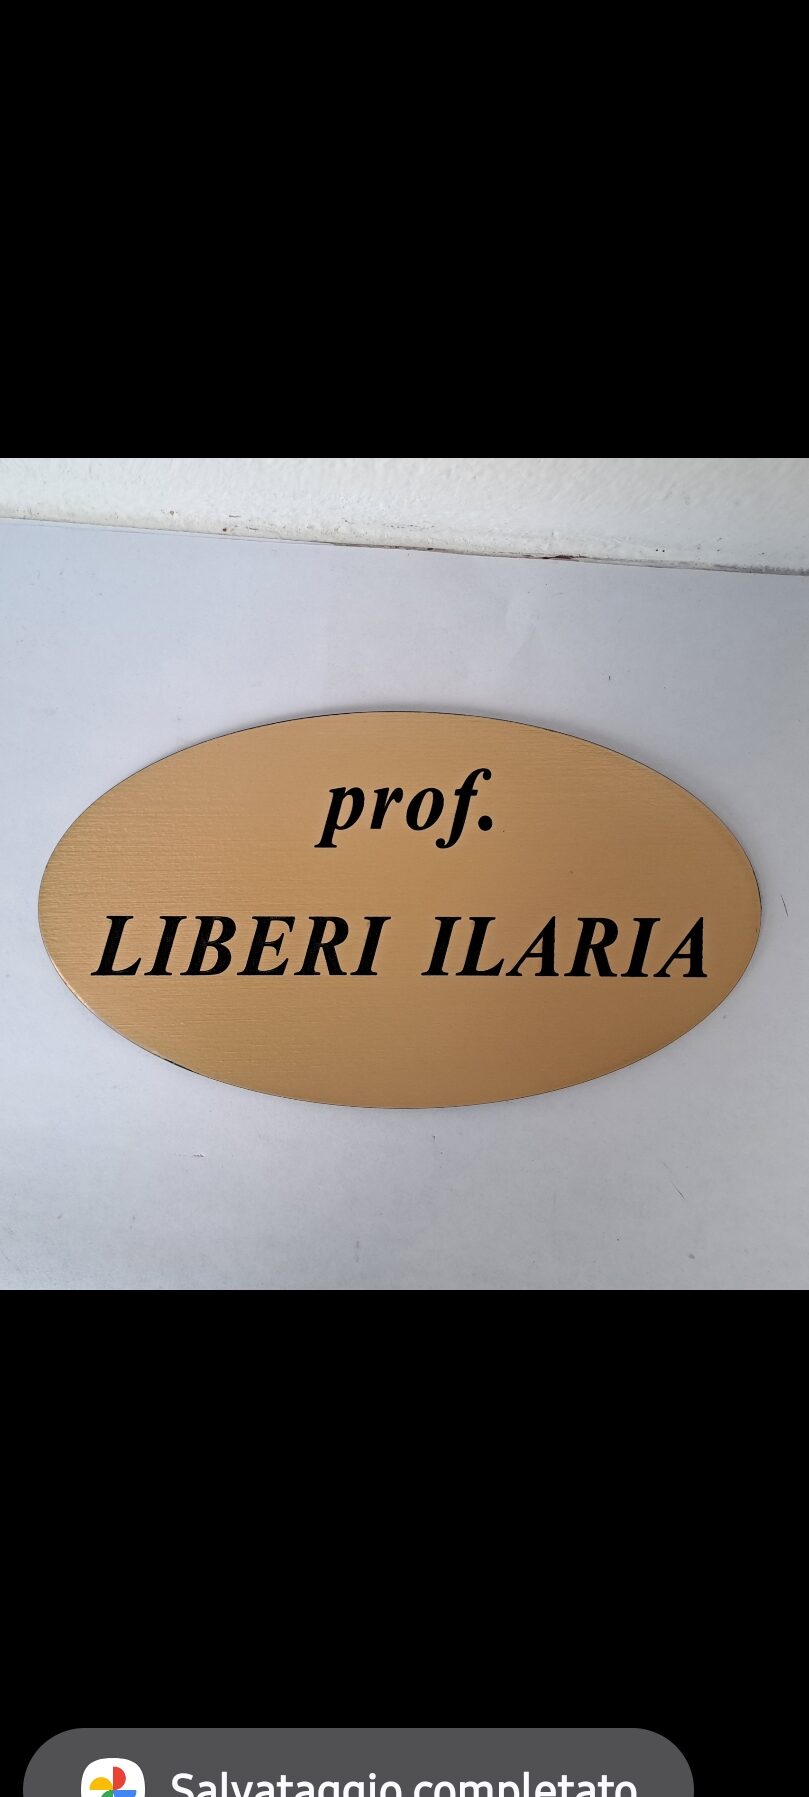 prof.
LIBERI ILARIA
Salvataggio completato